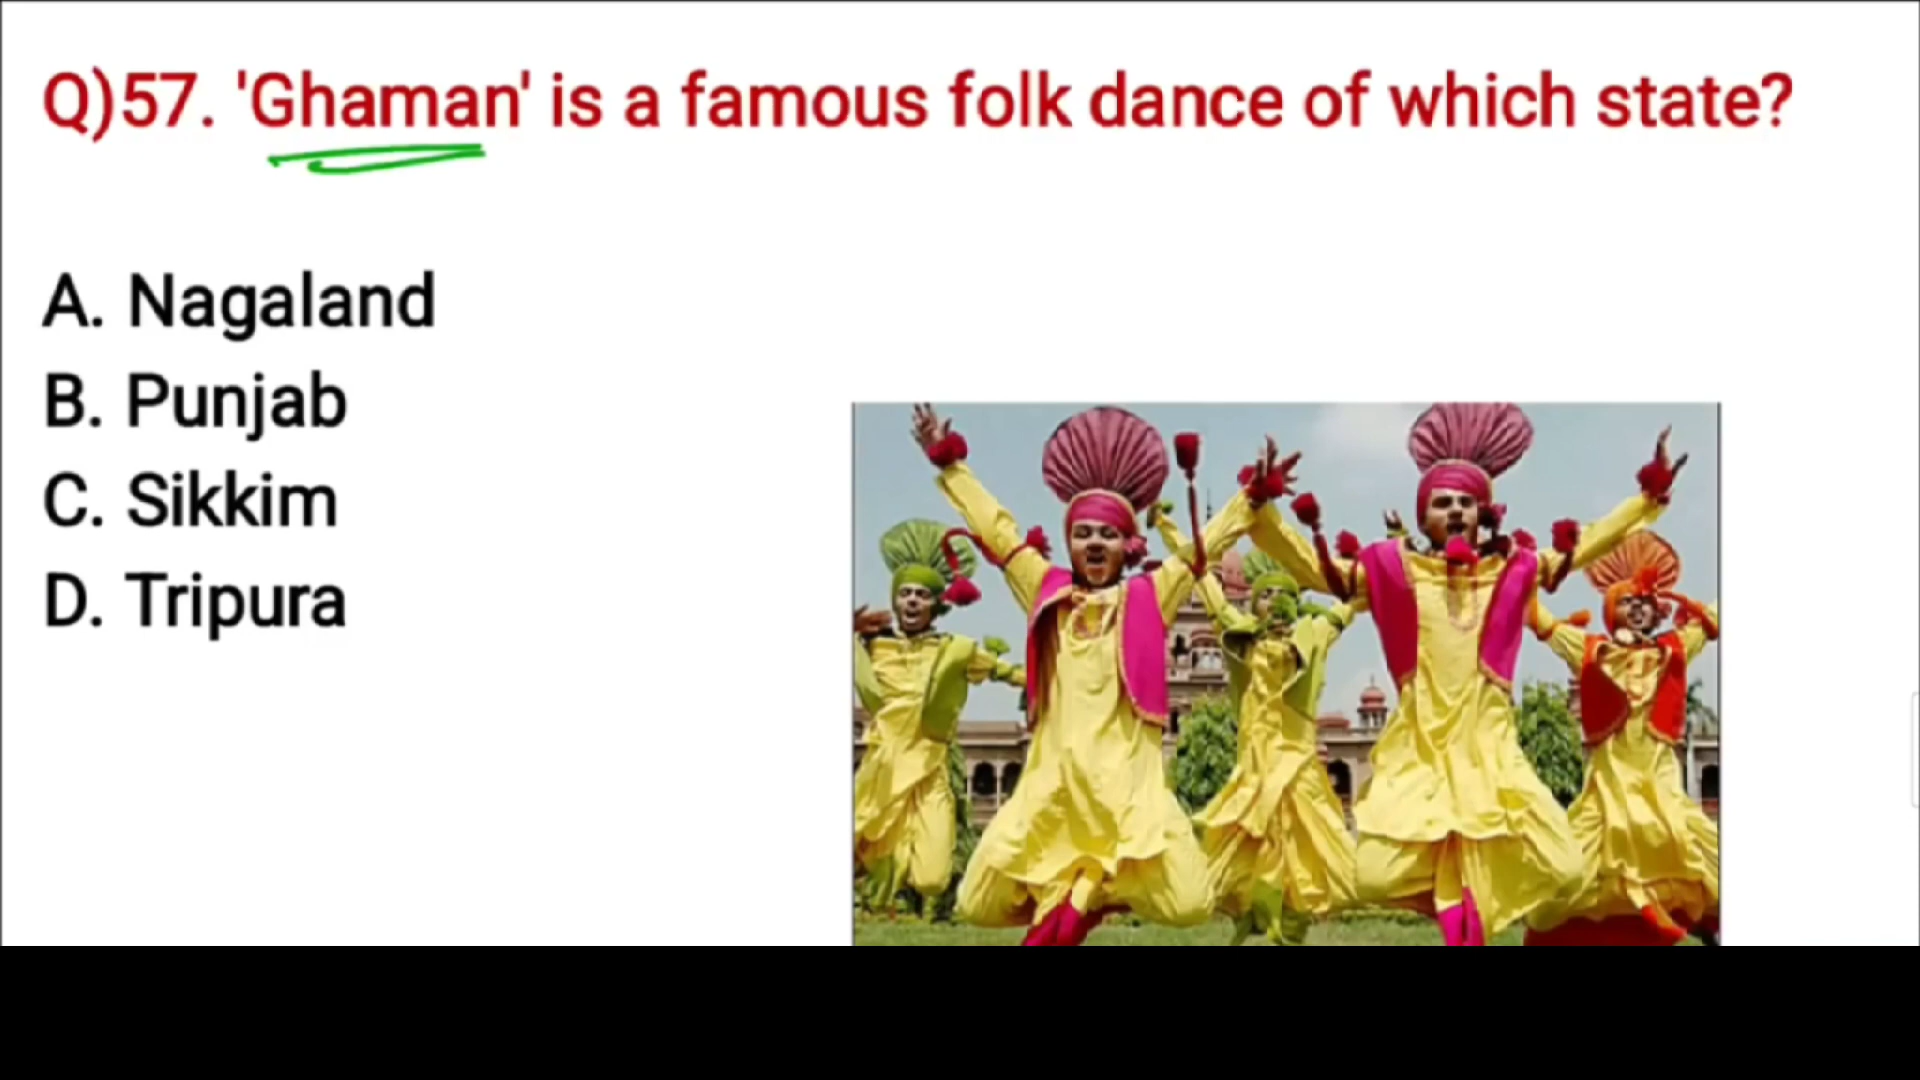 Q)57. 'Ghaman' is a famous folk dance of which state?
A. Nagaland
B. Punjab
C. Sikkim
D. Tripura